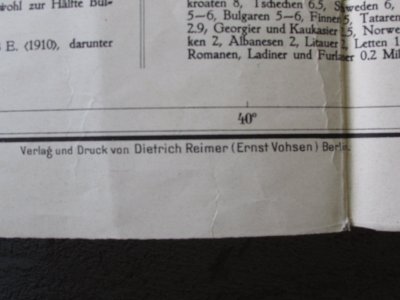 wohl zur Hälfte Bul-
E. (1910), darunter
kroaten 8, Tschechen 6.5, Schweden 6,
5—6, Bulgaren 5—6, Finnen 5, Tataren
2.9, Georgier und Kaukasier 1.5, Norwe-
ken 2, Albanesen 2, Litauer 2, Letten 1
Romanen, Ladiner und Furlaner 0.2 Mil
40°
Verlag und Druck von Dietrich Reimer (Ernst Vohsen) Berlin.